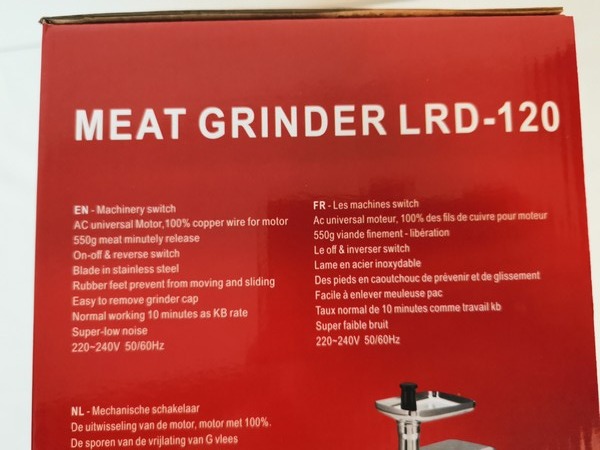 MEAT GRINDER LRD-120
EN - Machinery switch
AC universal Motor,100% copper wire for motor
550g meat minutely release
On-off & reverse switch
Blade in stainless steel
Rubber feet prevent from moving and sliding
Easy to remove grinder cap
Normal working 10 minutes as KB rate
Super-low noise
220~240V 50/60Hz
FR - Les machines switch
Ac universal moteur, 100% des fils de cuivre pour moteur
550g viande finement - libération
Le off & inverser switch
Lame en acier inoxydable
Des pieds en caoutchouc de prévenir et de glissement
Facile à enlever meuleuse pac
Taux normal de 10 minutes comme travail kb
Super faible bruit
220~240V 50/60Hz
NL - Mechanische schakelaar
De uitwisseling van de motor, motor met 100%.
De sporen van de vrijlating van G vlees